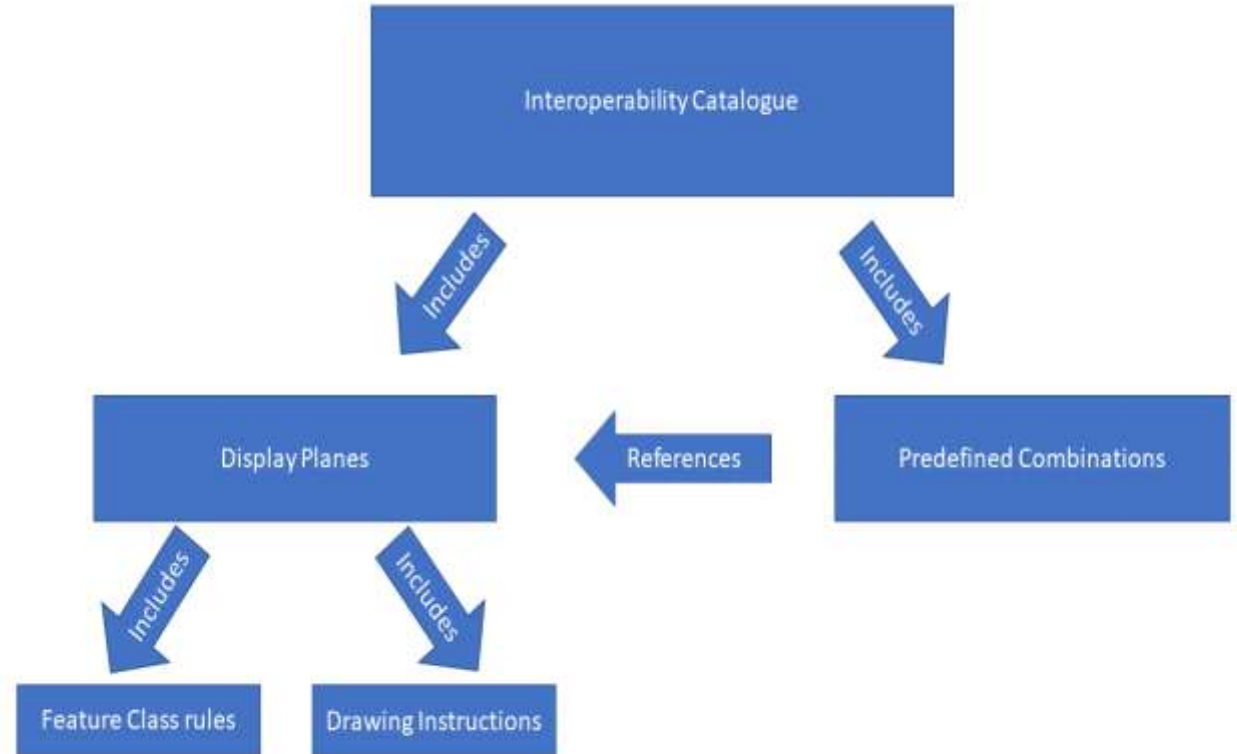 Interoperability Catalogue
Includes
Includes
Display Planes
References
Predefined Combinations
Includes
Includes
Feature Class rules
Drawing Instructions